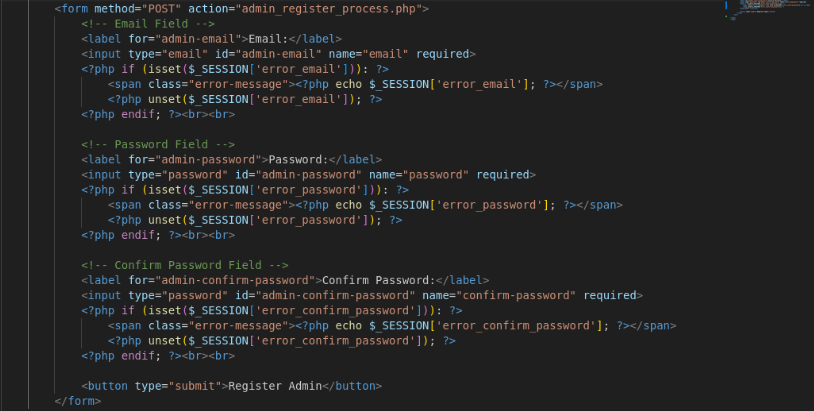 <form method="POST" action="admin_register_process.php">
<!-- Email Field -->
<label for="admin-email">Email:</label>
<input type="email" id="admin-email" name="email" required>
<?php if (isset($_SESSION['error_email'])): ?>
<span class="error-message"><?php echo $_SESSION['error_email']; ?></span>
<?php unset($_SESSION['error_email']); ?>
<?php endif; ?><br><br>
<!-- Password Field -->
<label for="admin-password">Password:</label>
<input type="password" id="admin-password" name="password" required>
<?php if (isset($_SESSION['error_password'])): ?>
<span class="error-message"><?php echo $_SESSION['error_password']; ?></span>
<?php unset($_SESSION['error_password']); ?>
<?php endif; ?><br><br>
<!-- Confirm Password Field -->
<label for="admin-confirm-password">Confirm Password:</label>
<input type="password" id="admin-confirm-password" name="confirm-password" required>
<?php if (isset($_SESSION['error_confirm_password'])): ?>
<span class="error-message"><?php echo $_SESSION['error_confirm_password']; ?></span>
<?php unset($_SESSION['error_confirm_password']); ?>
<?php endif; ?><br><br>
<button type="submit">Register Admin</button>
</form>